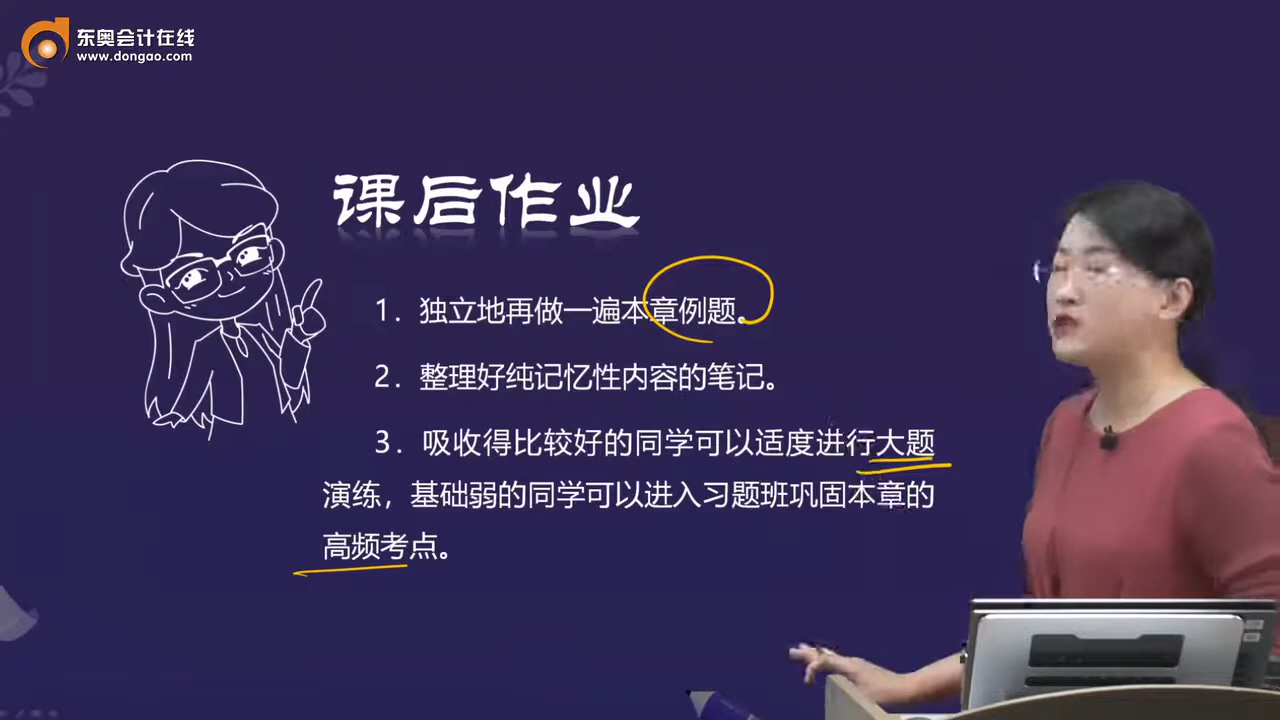 东奥会计在线
www.dongao.com
课后作业
1．独立地再做一遍本章例题。
2．整理好纯记忆性内容的笔记。
3．吸收得比较好的同学可以适度进行大题
演练，基础弱的同学可以进入习题班巩固本章的
高频考点。